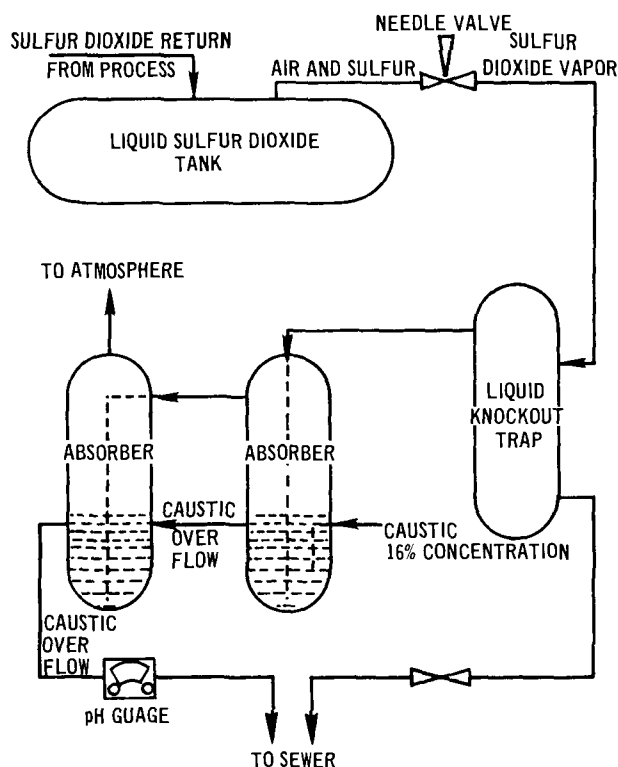 SULFUR DIOXIDE RETURN
FROM PROCESS
NEEDLE VALVE
AIR AND SULFUR
SULFUR
DIOXIDE VAPOR
LIQUID SULFUR DIOXIDE
TANK
TO ATMOSPHERE
LIQUID
KNOCKOUT
TRAP
ABSORBER
ABSORBER
CAUSTIC
OVER
FLOW
CAUSTIC
16% CONCENTRATION
CAUSTIC
OVER
FLOW
pH GUAGE
TO SEWER